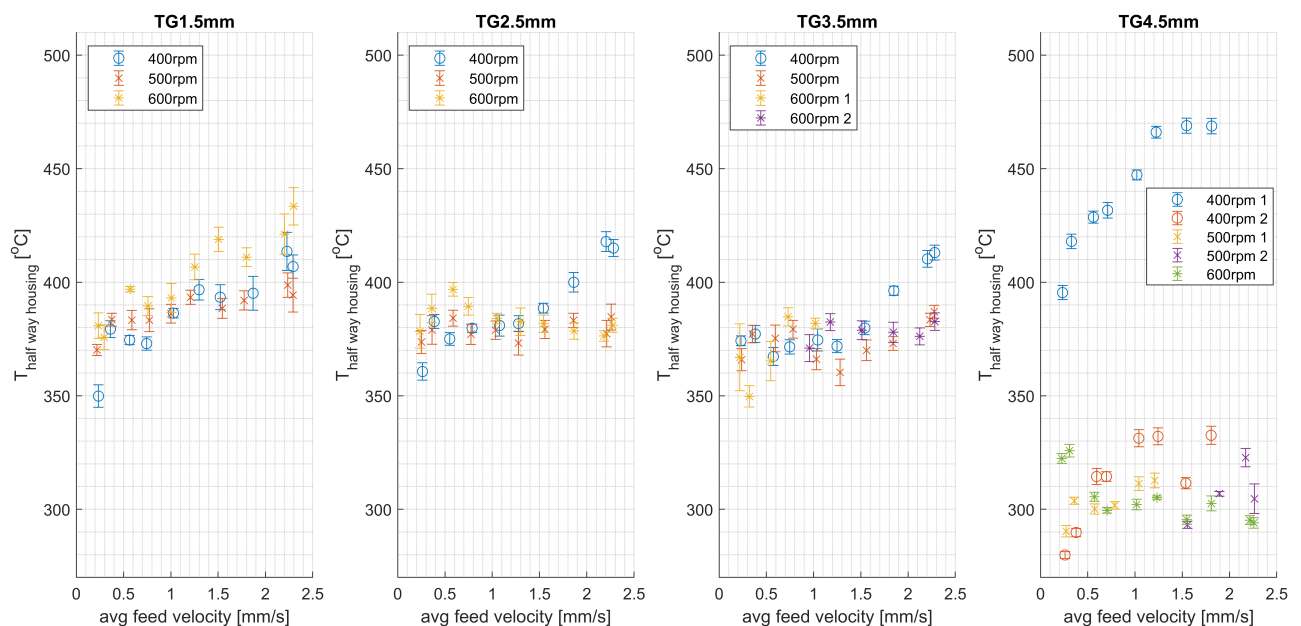 TG1.5mm
500
450
400
350
300
0
0.5
1
1.5
2
2.5
T half way housing [°C]
avg feed velocity [mm/s]
400rpm
500rpm
600rpm
TG2.5mm
500
450
400
350
300
0
0.5
1
1.5
2
2.5
T half way housing [°C]
avg feed velocity [mm/s]
400rpm
500rpm
600rpm
TG3.5mm
500
450
400
350
300
0
0.5
1
1.5
2
2.5
T half way housing [°C]
avg feed velocity [mm/s]
400rpm
500rpm
600rpm 1
600rpm 2
TG4.5mm
500
450
400
350
300
0
0.5
1
1.5
2
2.5
T half way housing [°C]
avg feed velocity [mm/s]
400rpm 1
400rpm 2
500rpm 1
500rpm 2
600rpm